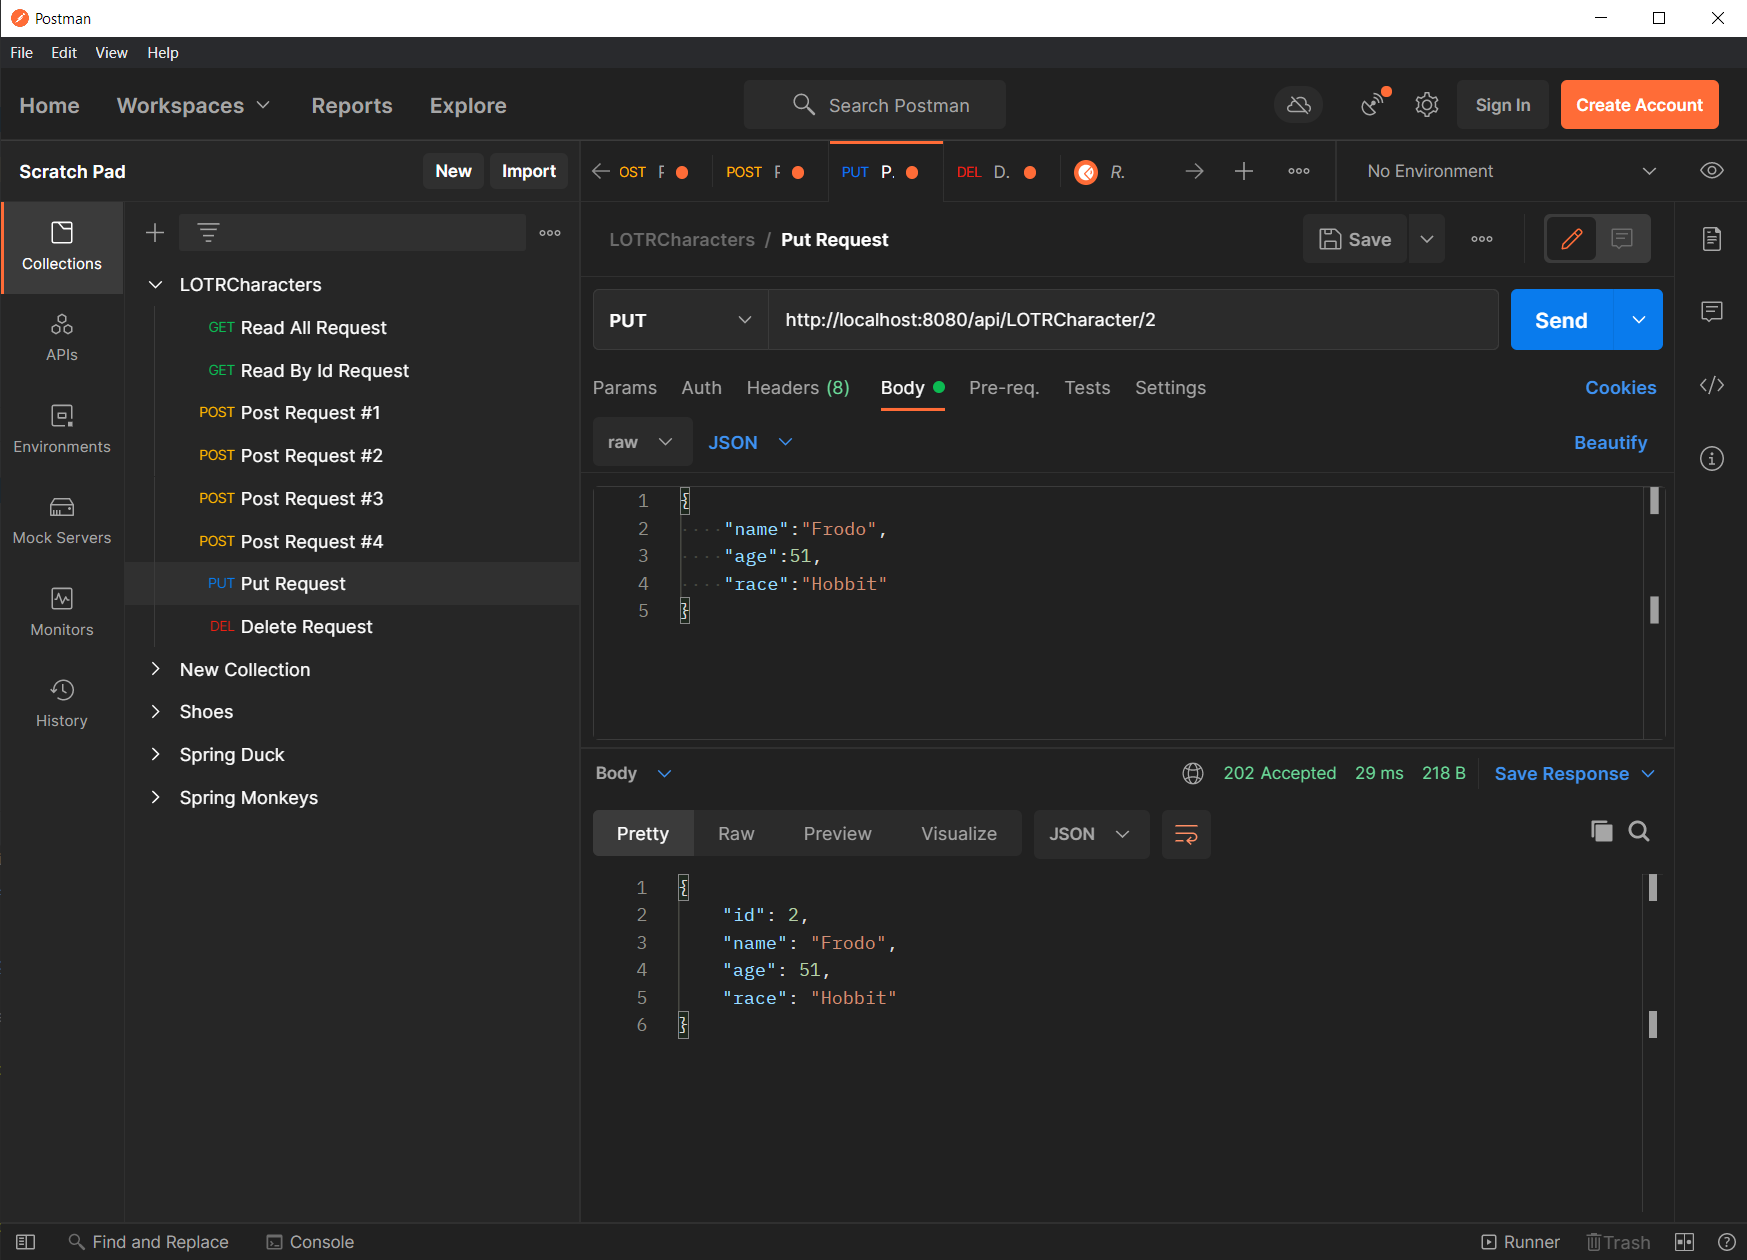 Postman
File Edit View Help
Home Workspaces Reports Explore
Search Postman
Sign In
Create Account
Scratch Pad
New
Import
OST
POST
PUT P.
DEL D.
R.
No Environment
Collections
APIs
Environments
Mock Servers
Monitors
History
LOTRCharacters
GET Read All Request
GET Read By Id Request
POST Post Request #1
POST Post Request #2
POST Post Request #3
POST Post Request #4
PUT Put Request
DEL Delete Request
New Collection
Shoes
Spring Duck
Spring Monkeys
LOTRCharacters / Put Request
Save
PUT
http://localhost:8080/api/LOTRCharacter/2
Send
Params Auth Headers (8) Body Pre-req. Tests Settings
Cookies
raw
JSON
Beautify
1 {
2 "name":"Frodo",
3 "age":51,
4 "race":"Hobbit"
5 }
Body
202 Accepted 29 ms 218 B
Save Response
Pretty Raw Preview Visualize
JSON
1 {
2 "id": 2,
3 "name": "Frodo",
4 "age": 51,
5 "race": "Hobbit"
6 }
Find and Replace
Console
Runner
Trash